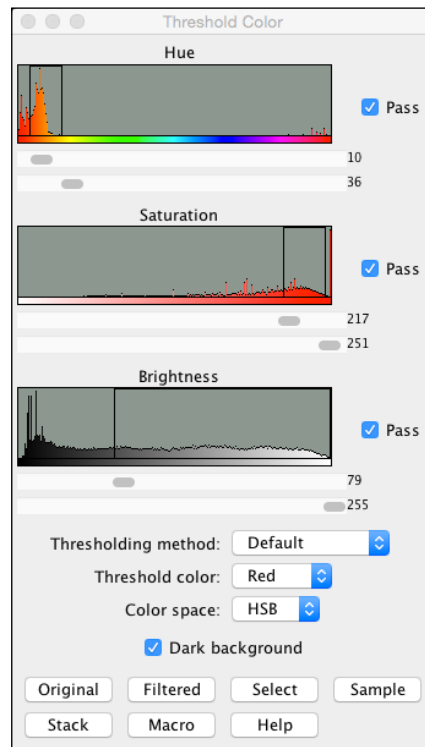 Threshold Color
Hue
Pass
10
36
Saturation
Pass
217
251
Brightness
Pass
79
255
Thresholding method: Default
Threshold color: Red
Color space: HSB
Dark background
Original Filtered Select Sample
Stack Macro Help